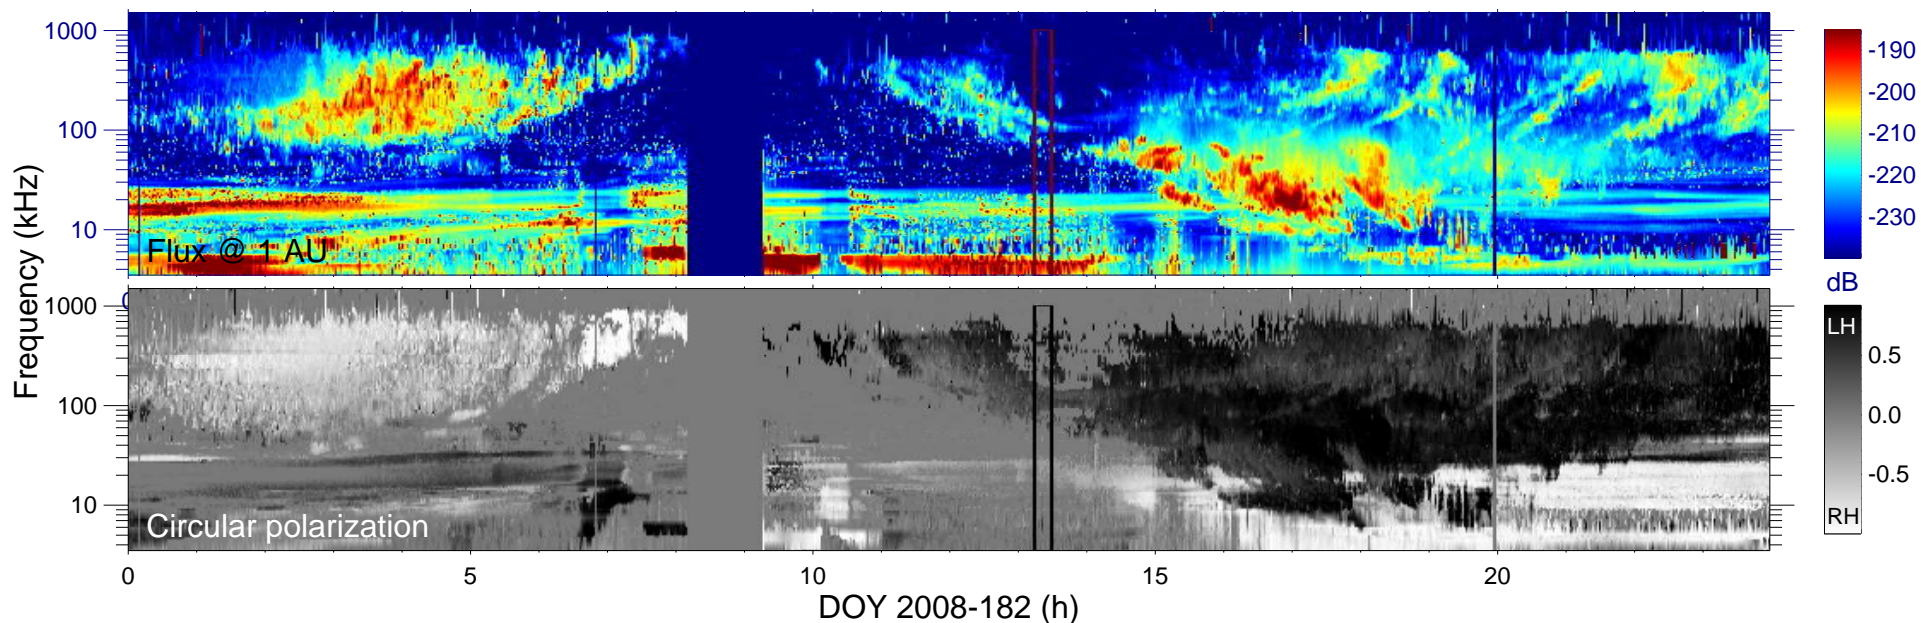 1000
100
10
Flux @ 1 AU
-190
-200
-210
-220
-230
dB
Frequency (kHz)
0
1000
100
10
Circular polarization
LH
0.5
0.0
-0.5
RH
0 5 10 15 20
DOY 2008-182 (h)